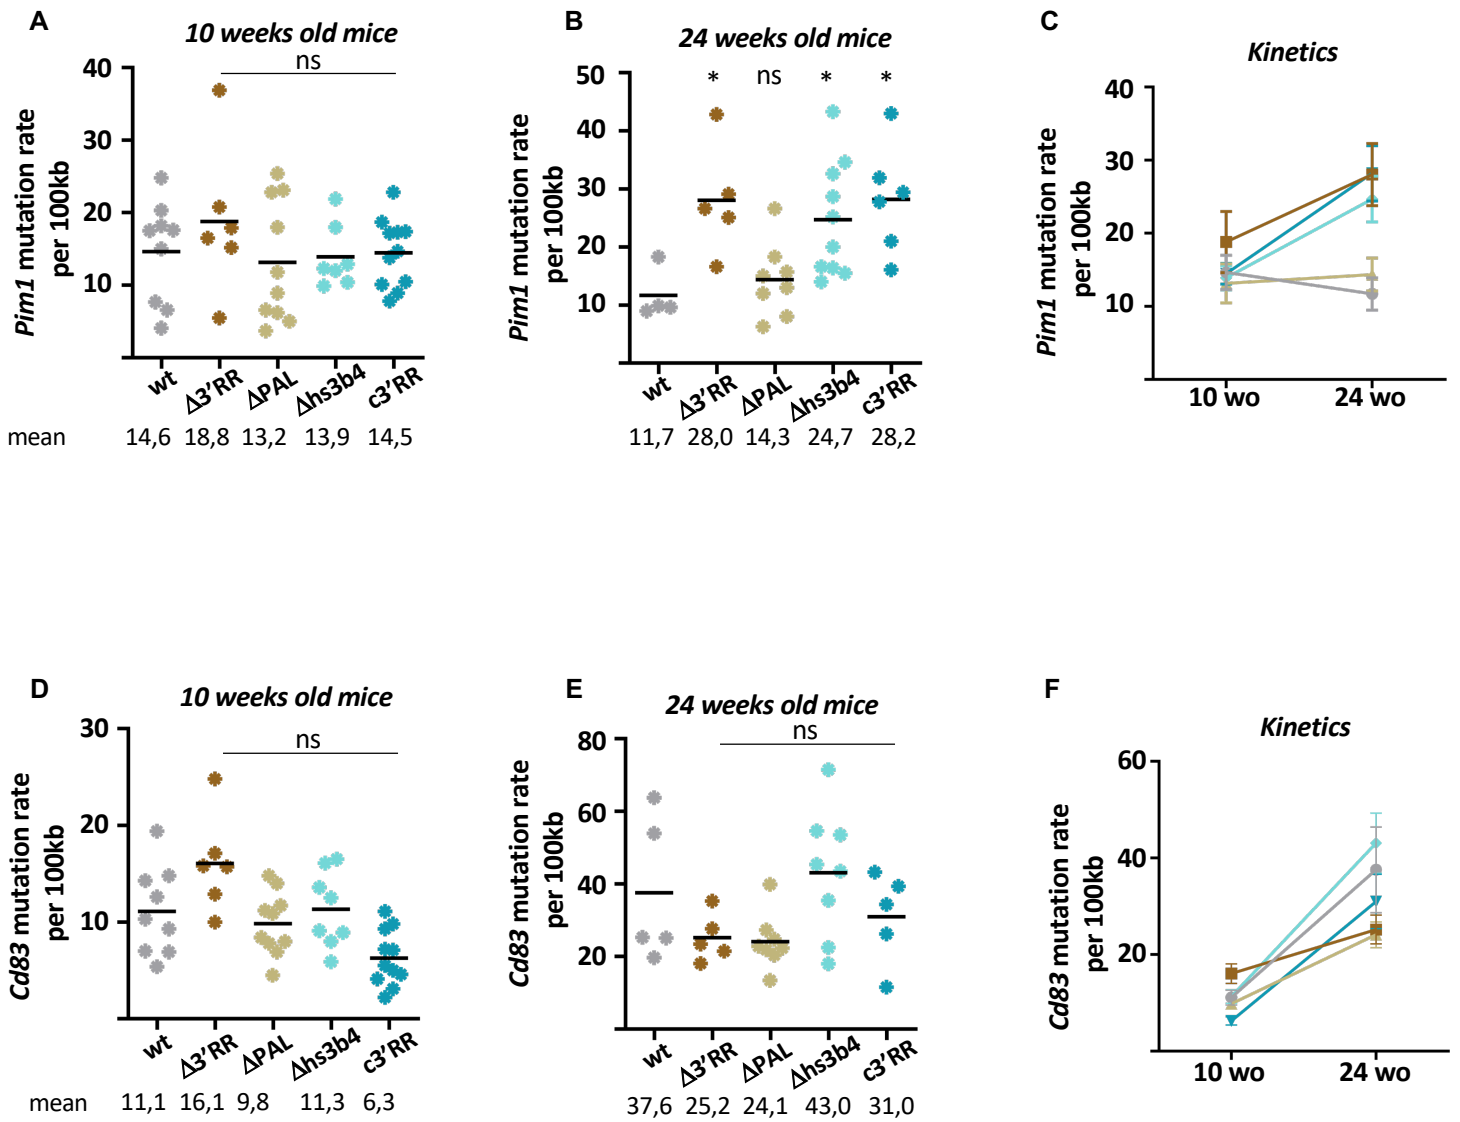 A
10 weeks old mice
ns
40
30
20
10
Pim1 mutation rate
per 100kb
wt
Δ3'RR
ΔPAL
Δhs3b4
c3'RR
mean
14,6
18,8
13,2
13,9
14,5
B
24 weeks old mice
*
ns
*
*
50
40
30
20
10
Pim1 mutation rate
per 100kb
wt
Δ3'RR
ΔPAL
Δhs3b4
c3'RR
11,7
28,0
14,3
24,7
28,2
C
Kinetics
40
30
20
10
Pim1 mutation rate
per 100kb
10 wo
24 wo
D
10 weeks old mice
ns
30
20
10
Cd83 mutation rate
per 100kb
wt
Δ3'RR
ΔPAL
Δhs3b4
c3'RR
mean
11,1
16,1
9,8
11,3
6,3
E
24 weeks old mice
ns
80
60
40
20
Cd83 mutation rate
per 100kb
wt
Δ3'RR
ΔPAL
Δhs3b4
c3'RR
37,6
25,2
24,1
43,0
31,0
F
Kinetics
60
40
20
Cd83 mutation rate
per 100kb
10 wo
24 wo